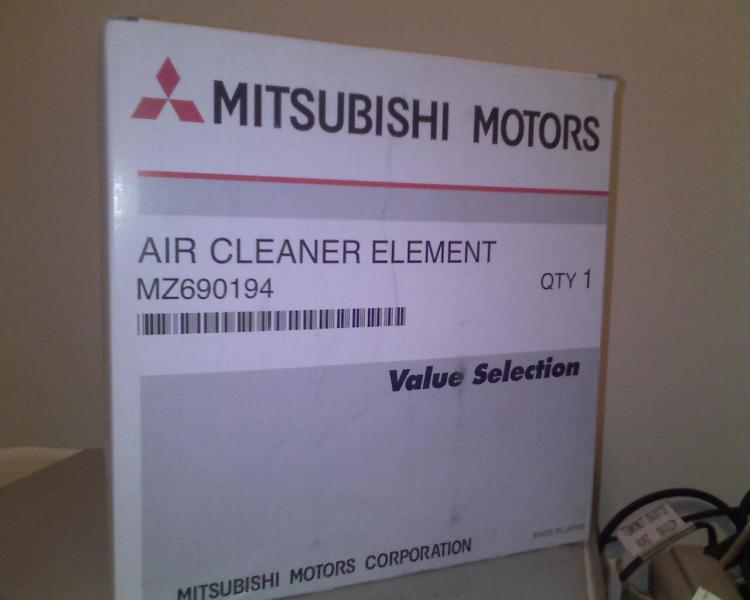 MITSUBISHI MOTORS
AIR CLEANER ELEMENT
MZ690194
QTY 1
Value Selection
MADE IN JAPAN
MITSUBISHI MOTORS CORPORATION